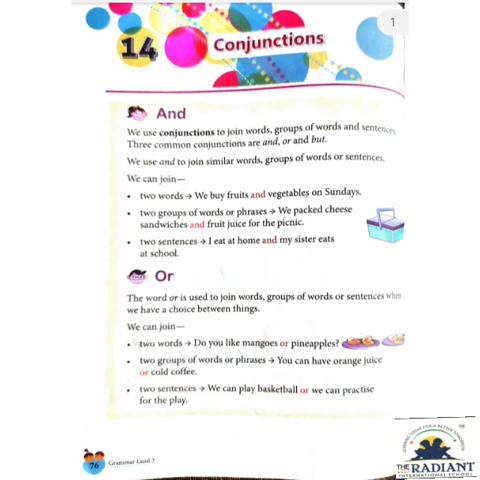 1
14 Conjunctions
And
We use conjunctions to join words, groups of words and sentences.
Three common conjunctions are and, or and but.
We use and to join similar words, groups of words or sentences.
We can join—
• two words → We buy fruits and vegetables on Sundays.
• two groups of words or phrases → We packed cheese
sandwiches and fruit juice for the picnic.
• two sentences → I eat at home and my sister eats
at school.
Or
The word or is used to join words, groups of words or sentences when
we have a choice between things.
We can join—
• two words → Do you like mangoes or pineapples?
• two groups of words or phrases → You can have orange juice
or cold coffee.
• two sentences → We can play basketball or we can practise
for the play.
76 Grammar Land 3
THE RADIANT
INTERNATIONAL SCHOOL